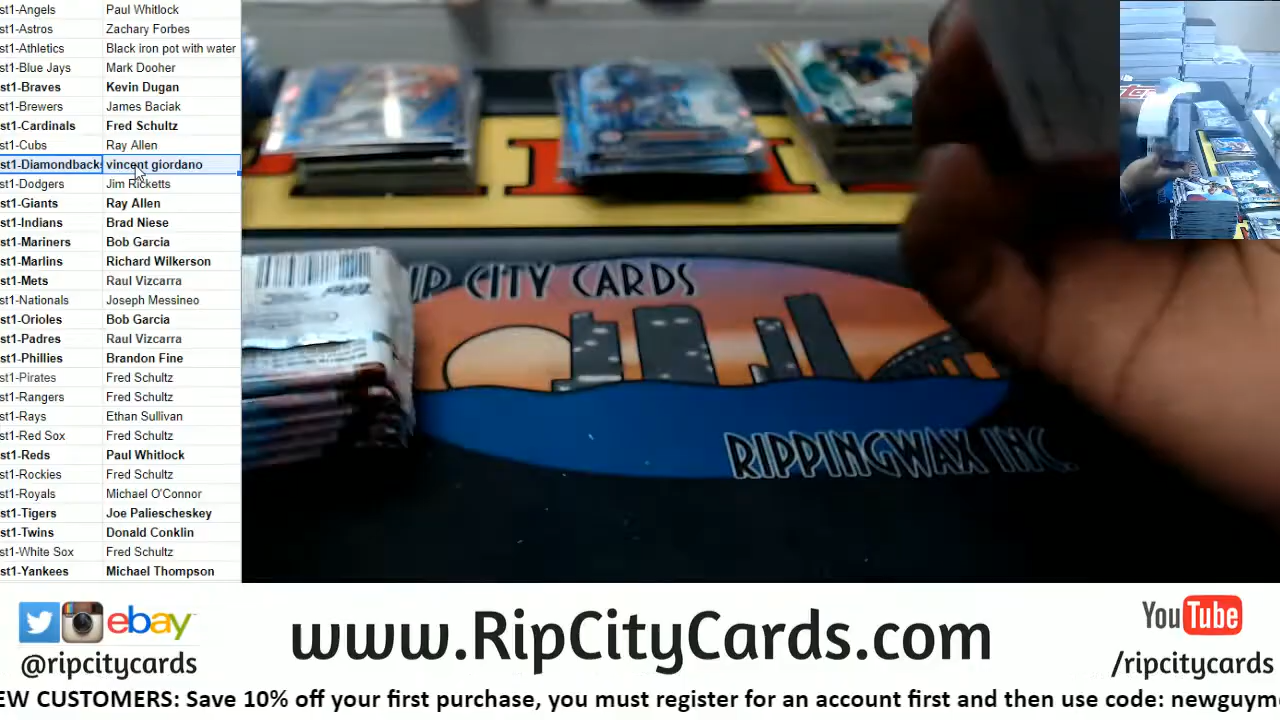 st1-Angels Paul Whitlock
st1-Astros Zachary Forbes
st1-Athletics Black iron pot with water
st1-Blue Jays Mark Dooher
st1-Braves Kevin Dugan
st1-Brewers James Baciak
st1-Cardinals Fred Schultz
st1-Cubs Ray Allen
st1-Diamondbacks vincent giordano
st1-Dodgers Jim Ricketts
st1-Giants Ray Allen
st1-Indians Brad Niese
st1-Mariners Bob Garcia
st1-Marlins Richard Wilkerson
st1-Mets Raul Vizcarra
st1-Nationals Joseph Messineo
st1-Orioles Bob Garcia
st1-Padres Raul Vizcarra
st1-Phillies Brandon Fine
st1-Pirates Fred Schultz
st1-Rangers Fred Schultz
st1-Rays Ethan Sullivan
st1-Red Sox Fred Schultz
st1-Reds Paul Whitlock
st1-Rockies Fred Schultz
st1-Royals Michael O'Connor
st1-Tigers Joe Paliescheskey
st1-Twins Donald Conklin
st1-White Sox Fred Schultz
st1-Yankees Michael Thompson
IP CITY CARDS
RIPPINGWAX INC.
ebay
@ripcitycards
www.RipCityCards.com
YouTube
/ripcitycards
EW CUSTOMERS: Save 10% off your first purchase, you must register for an account first and then use code: newguym